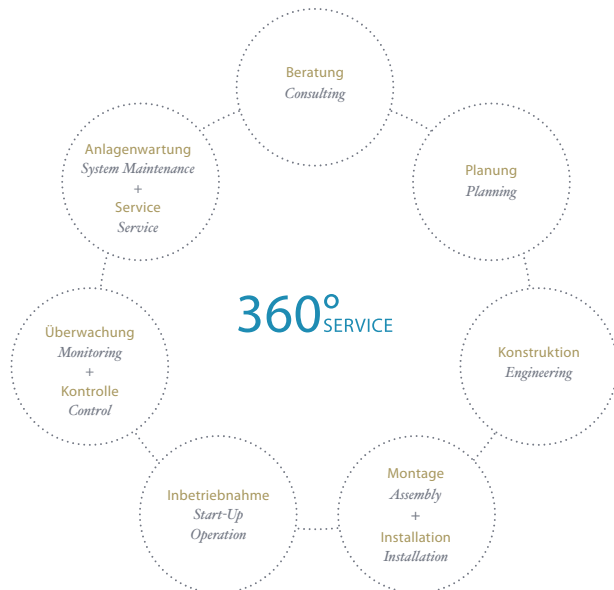 Beratung
Consulting
Planung
Planning
Konstruktion
Engineering
Montage
Assembly
+
Installation
Installation
Inbetriebnahme
Start-Up
Operation
Überwachung
Monitoring
+
Kontrolle
Control
Anlagenwartung
System Maintenance
+
Service
Service
360° SERVICE